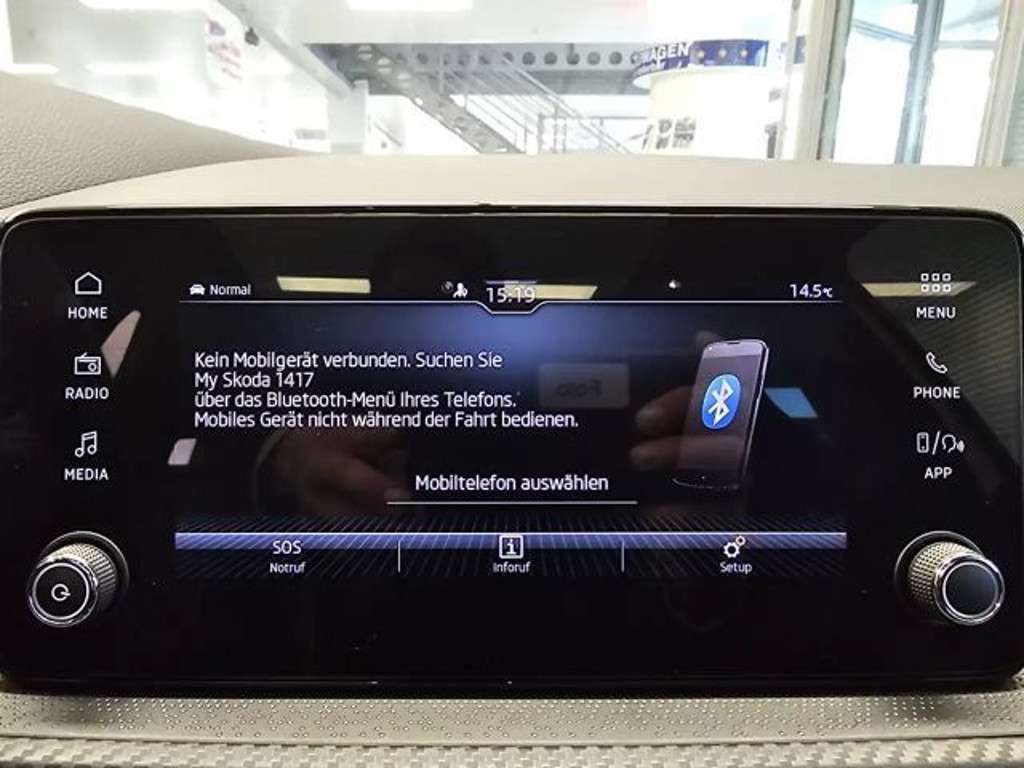 AGEN
HOME
RADIO
MEDIA
Normal
15:19
14.5°C
Kein Mobilgerät verbunden. Suchen Sie
My Skoda 1417
über das Bluetooth-Menü Ihres Telefons.
Mobiles Gerät nicht während der Fahrt bedienen.
Mobiltelefon auswählen
SOS
Notruf
Inforuf
Setup
MENU
PHONE
APP